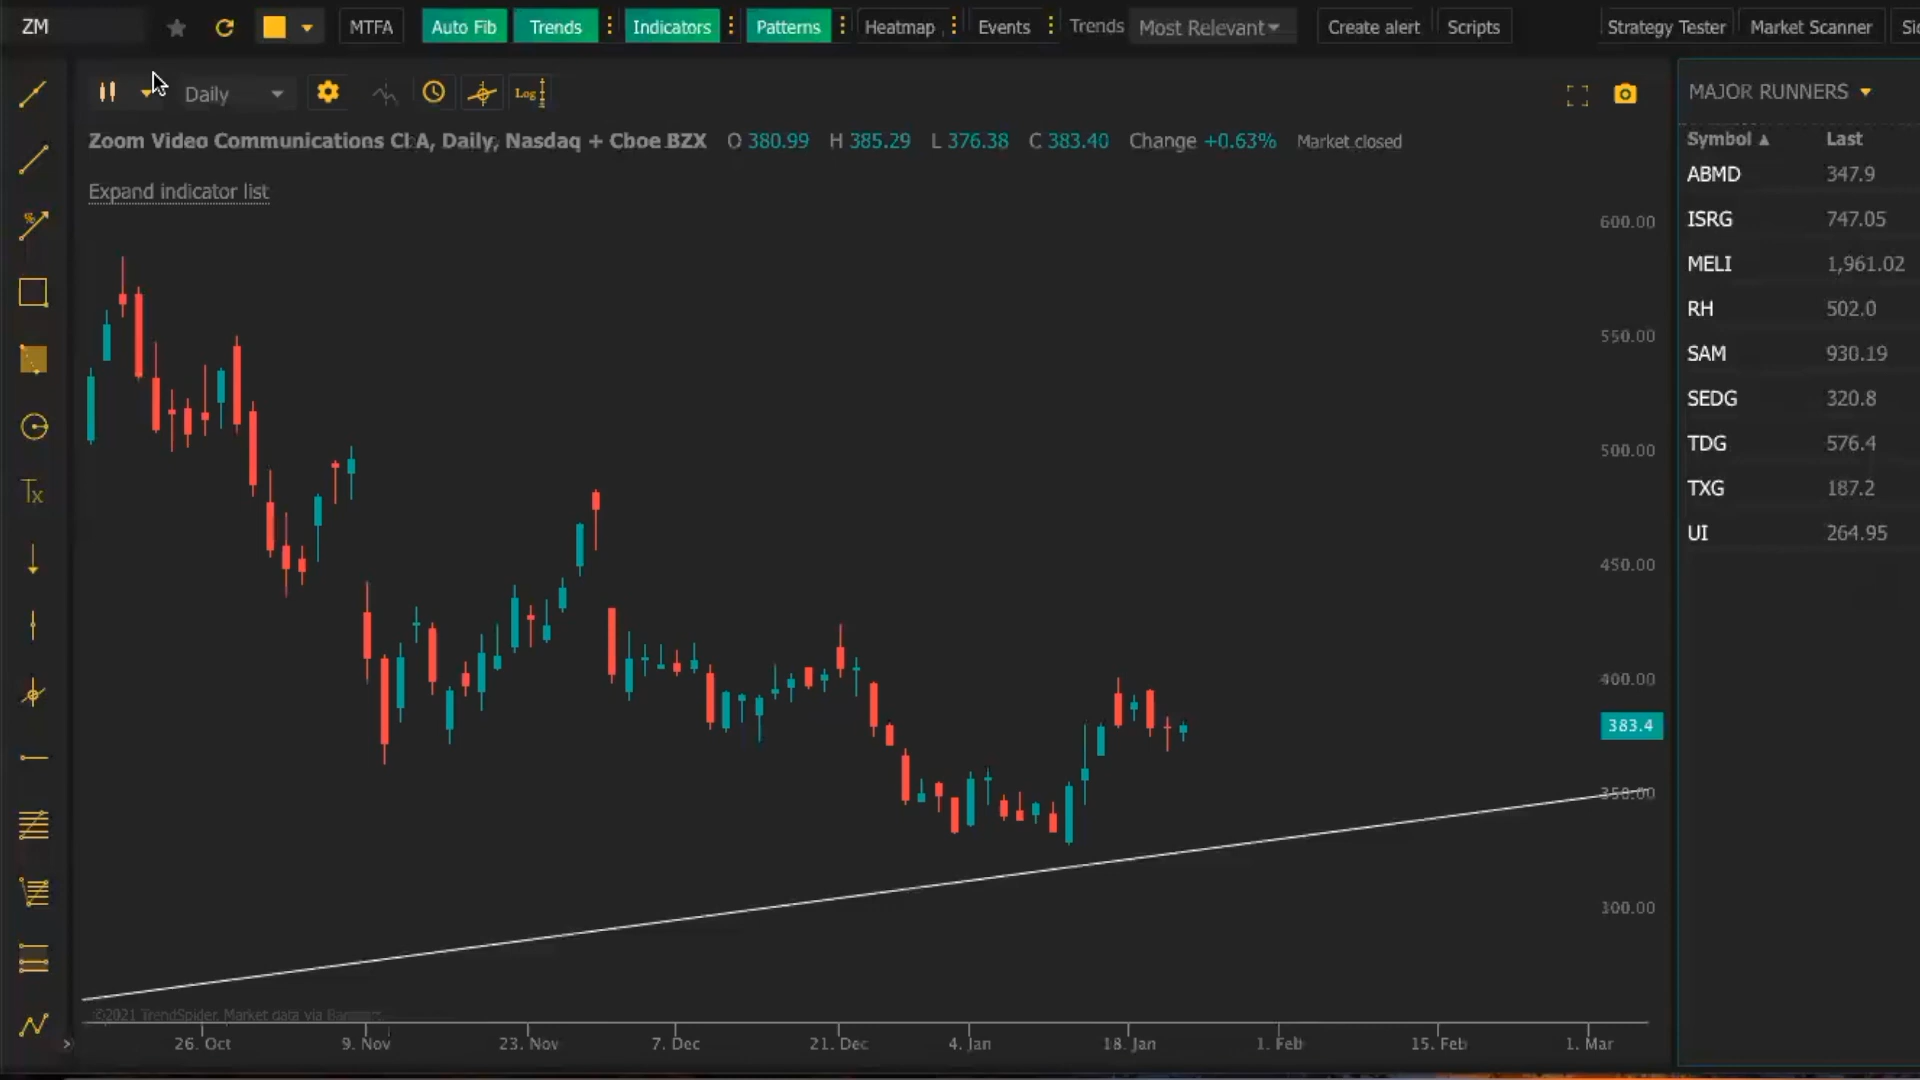 ZM MTFA Auto Fib Trends Indicators Patterns Heatmap Events Trends Most Relevant Create alert Scripts Strategy Tester Market Scanner
Daily Log
MAJOR RUNNERS
Zoom Video Communications Cl A, Daily, Nasdaq + Cboe BZX O 380.99 H 385.29 L 376.38 C 383.40 Change +0.63% Market closed
Symbol ▲ Last
ABMD 347.9
Expand indicator list
ISRG 747.05
600.00
MELI 1,961.02
RH 502.0
550.00
SAM 930.19
SEDG 320.8
TDG 576.4
500.00
TXG 187.2
UI 264.95
450.00
400.00
383.4
350.00
300.00
©2021 TrendSpider, Market data via
26. Oct 9. Nov 23. Nov 7. Dec 21. Dec 4. Jan 18. Jan 1. Feb 15. Feb 1. Mar